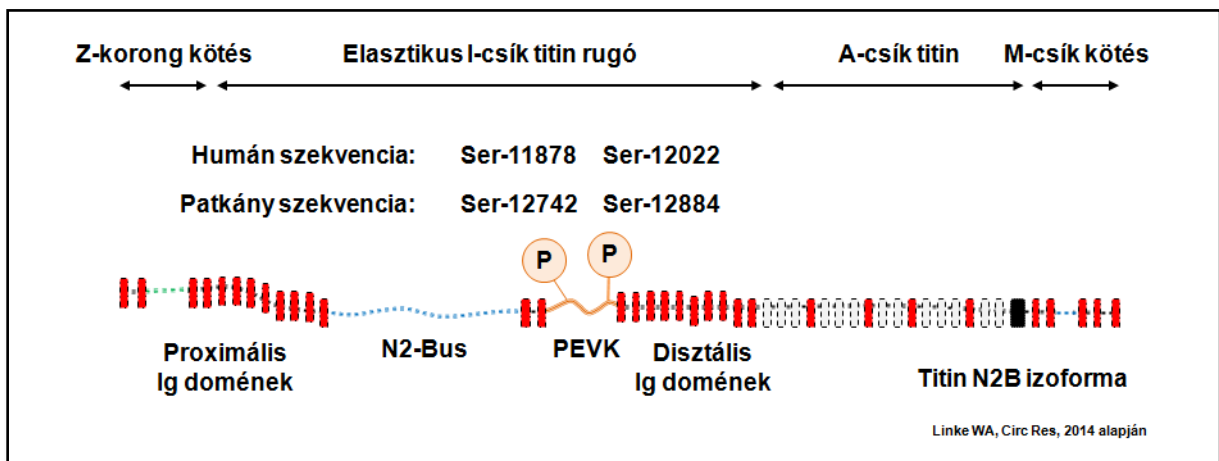 Z-korong kötés Elasztikus I-csík titin rugó A-csík titin M-csík kötés
Humán szekvencia: Ser-11878 Ser-12022
Patkány szekvencia: Ser-12742 Ser-12884
P P
N2-Bus PEVK
Proximális Ig domének
Disztális Ig domének
Titin N2B izoforma
Linke WA, Circ Res, 2014 alapján